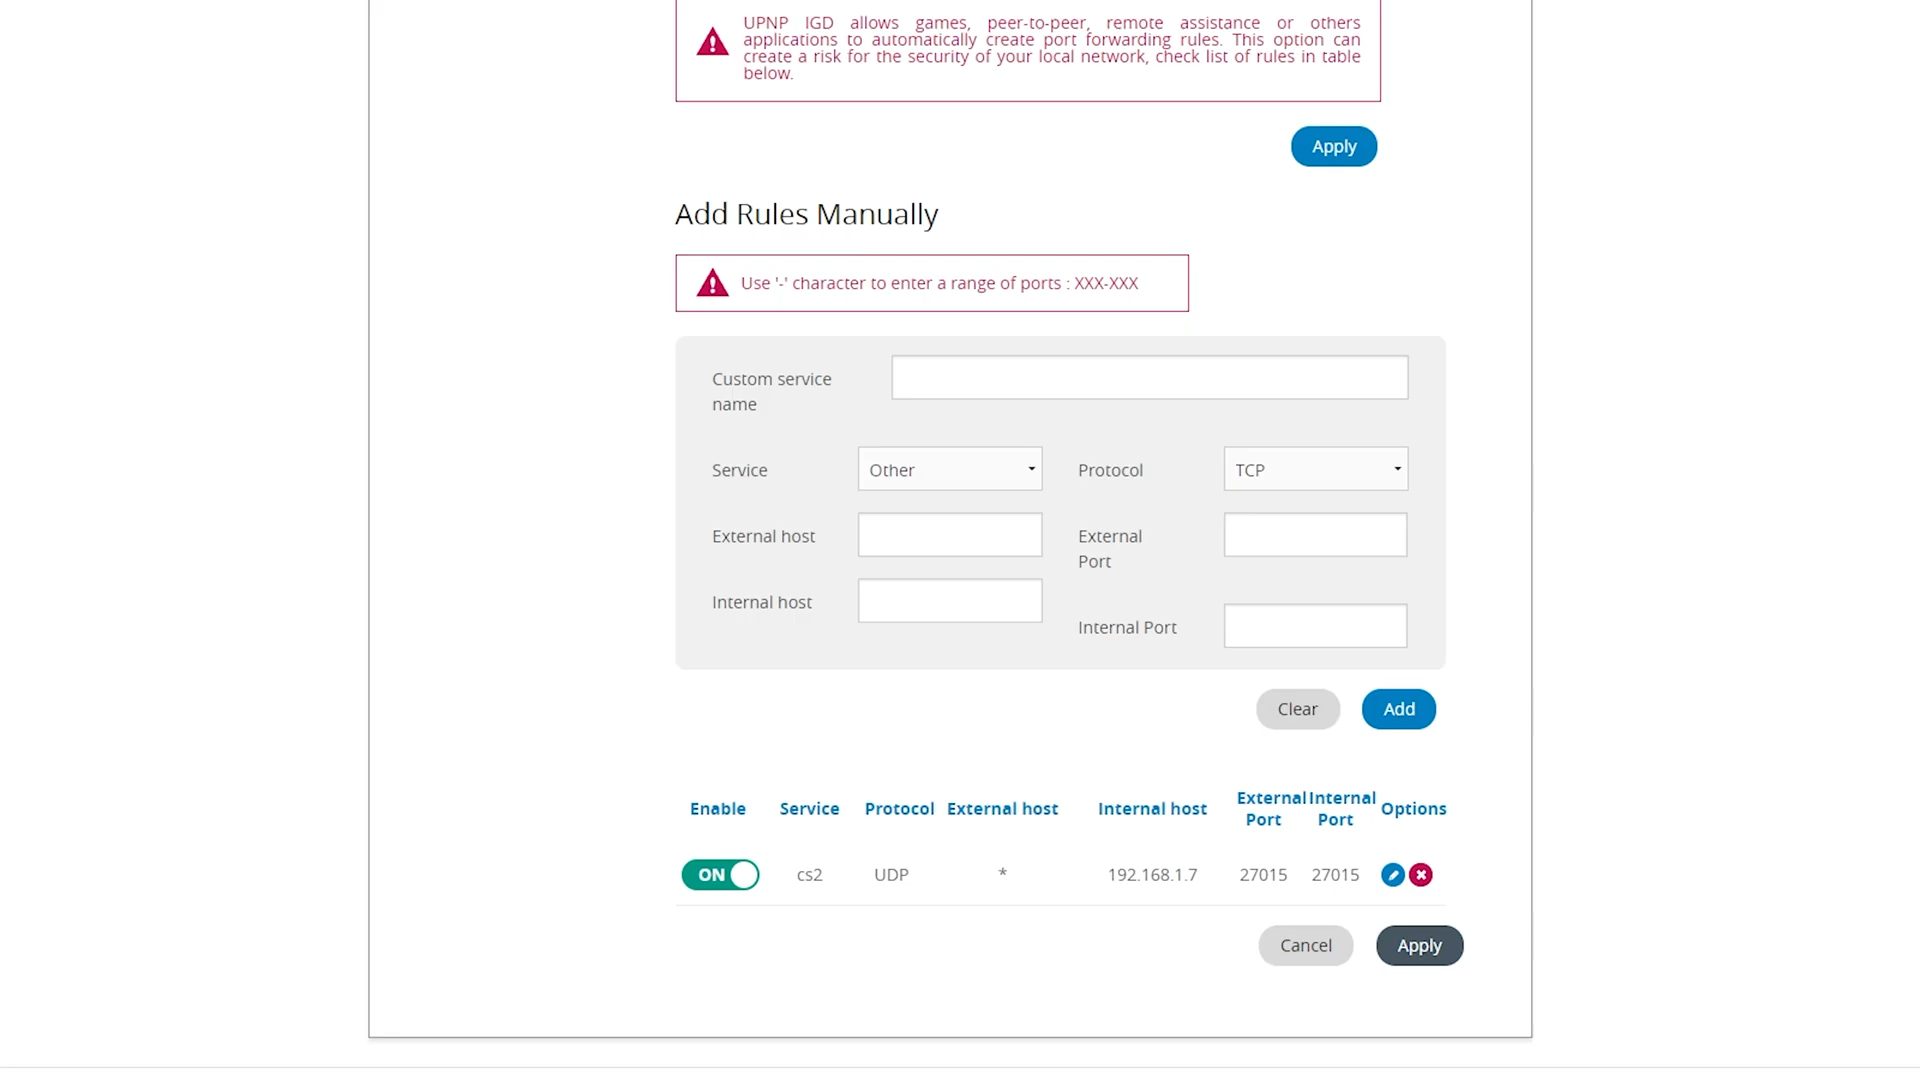 UPNP IGD allows games, peer-to-peer, remote assistance or others
applications to automatically create port forwarding rules. This option can
create a risk for the security of your local network, check list of rules in table
below.
Apply
Add Rules Manually
Use '-' character to enter a range of ports : XXX-XXX
Custom service
name
Service Other Protocol TCP
External host External
Port
Internal host
Internal Port
Clear Add
Enable Service Protocol External host Internal host External Port Internal Port Options
ON cs2 UDP * 192.168.1.7 27015 27015
Cancel Apply